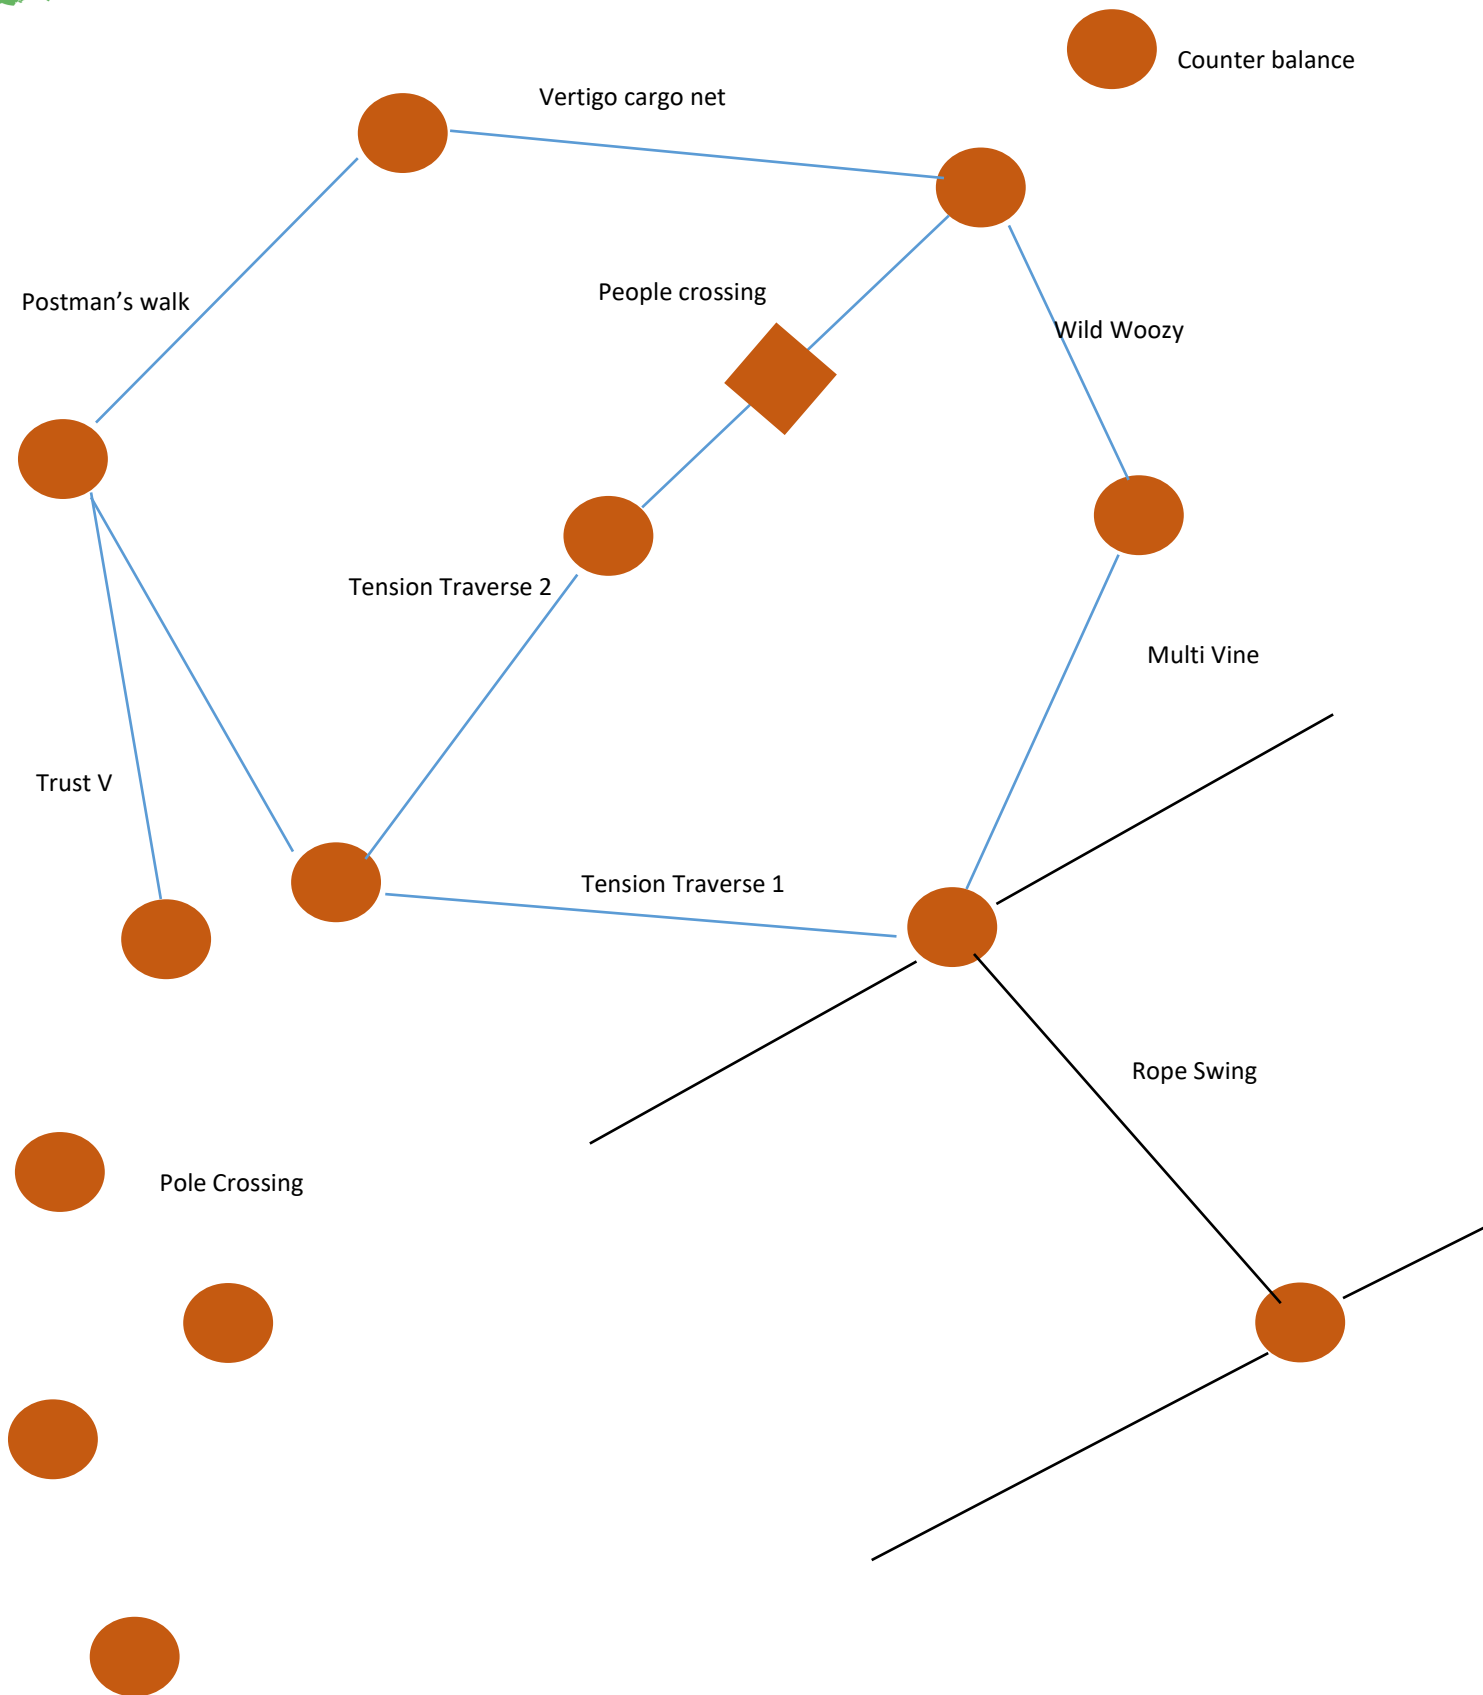 Counter balance
Vertigo cargo net
People crossing
Postman’s walk
Wild Woozy
Tension Traverse 2
Multi Vine
Trust V
Tension Traverse 1
Rope Swing
Pole Crossing